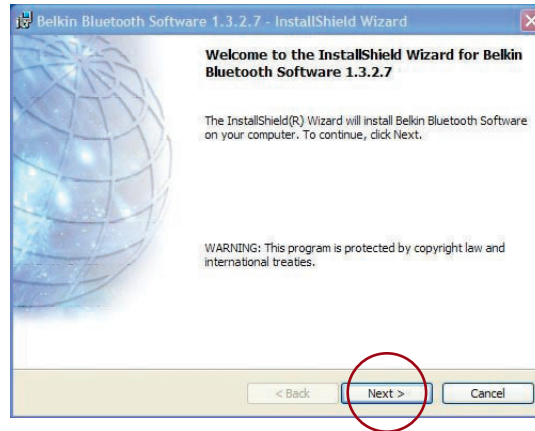 Belkin Bluetooth Software 1.3.2.7 - InstallShield Wizard
Welcome to the InstallShield Wizard for Belkin
Bluetooth Software 1.3.2.7
The InstallShield(R) Wizard will install Belkin Bluetooth Software
on your computer. To continue, click Next.
WARNING: This program is protected by copyright law and
international treaties.
< Back Next > Cancel